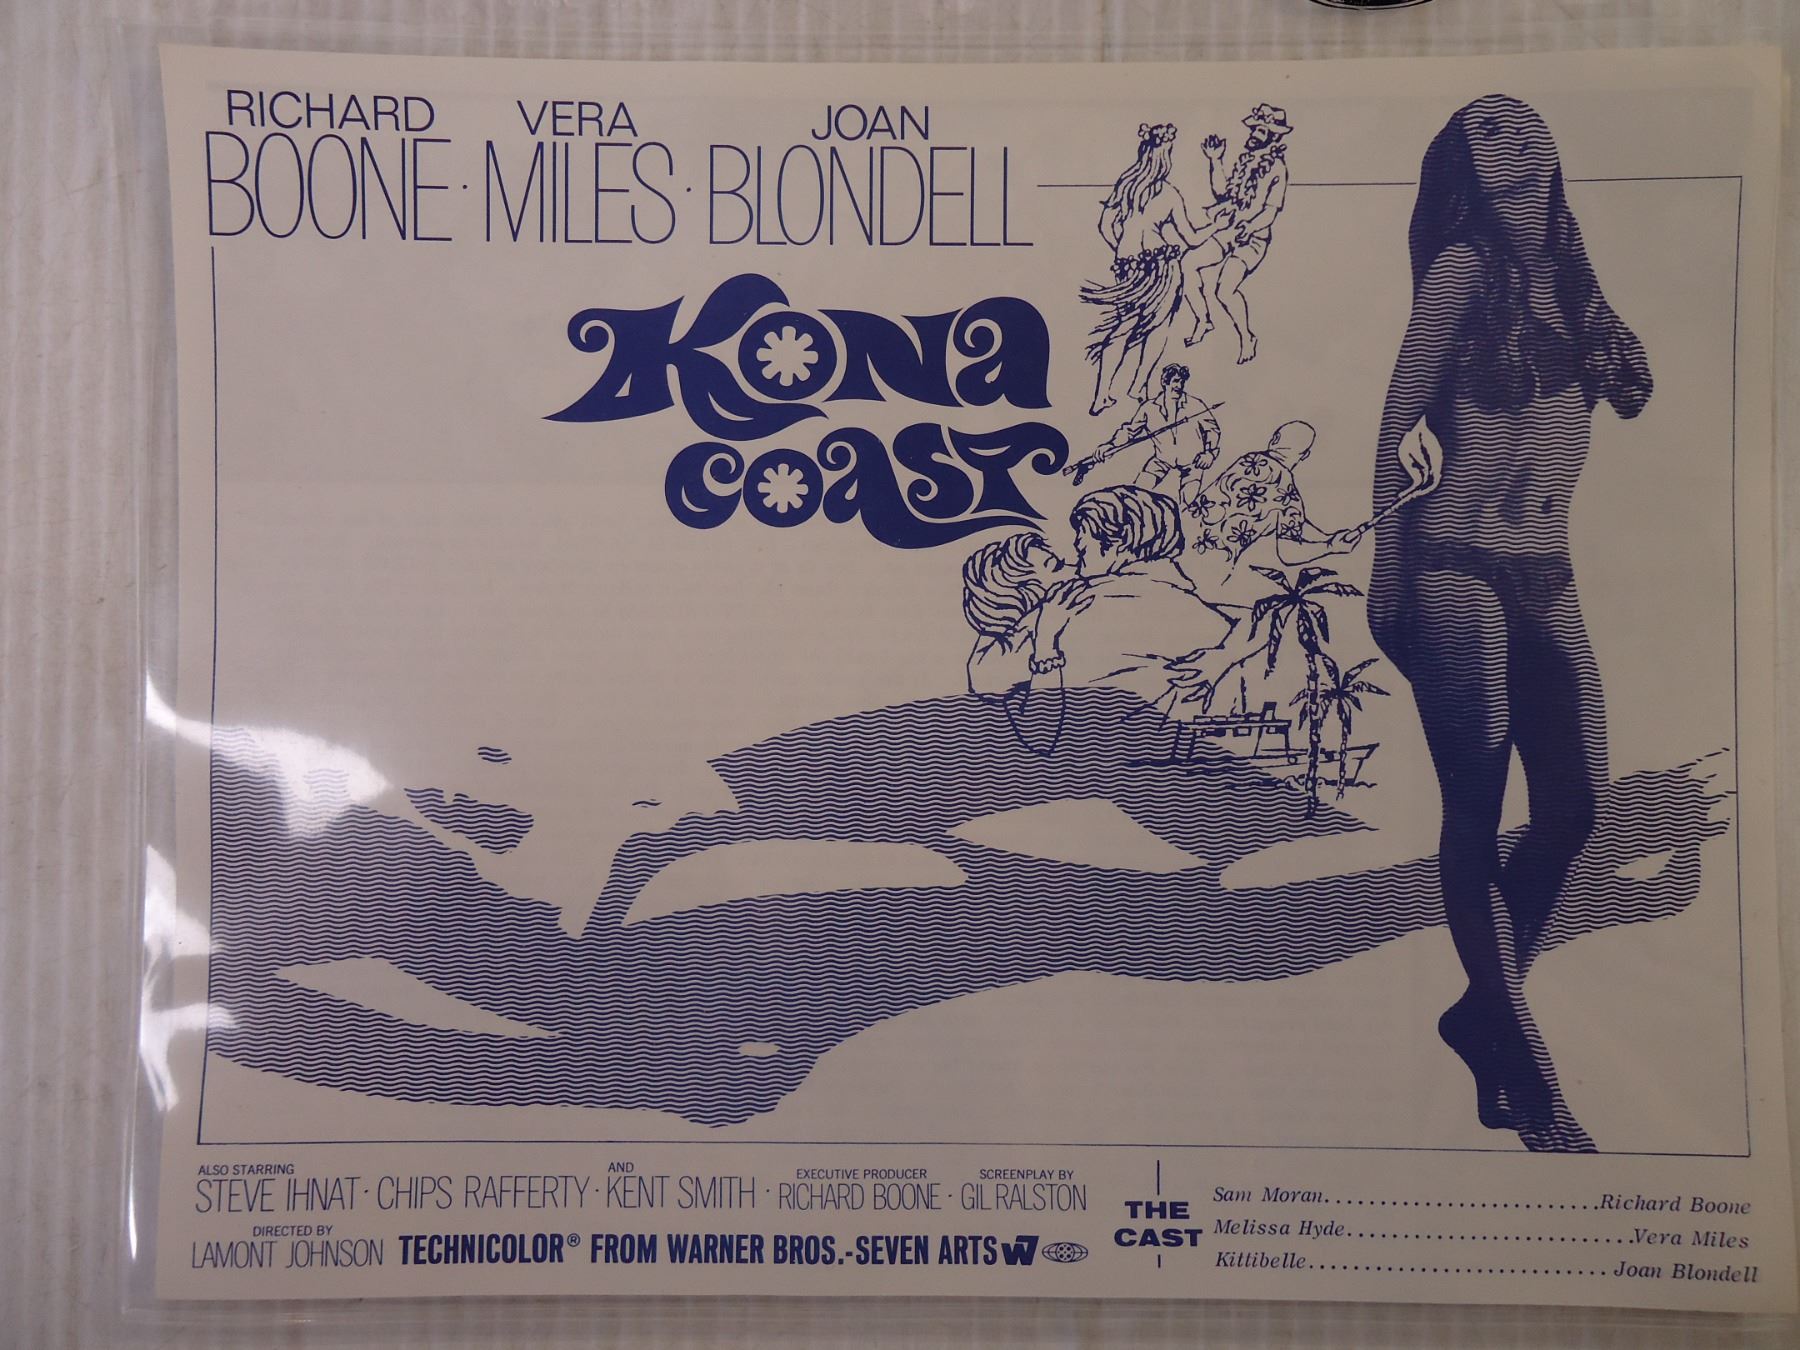 RICHARD VERA JOAN
BOONE · MILES · BLONDELL
KONA
COAST
ALSO STARRING AND EXECUTIVE PRODUCER SCREENPLAY BY
STEVE IHNAT · CHIPS RAFFERTY · KENT SMITH · RICHARD BOONE · GIL RALSTON
DIRECTED BY
LAMONT JOHNSON TECHNICOLOR® FROM WARNER BROS.-SEVEN ARTS W7
THE
CAST
Sam Moran..............................Richard Boone
Melissa Hyde..............................Vera Miles
Kittibelle..............................Joan Blondell